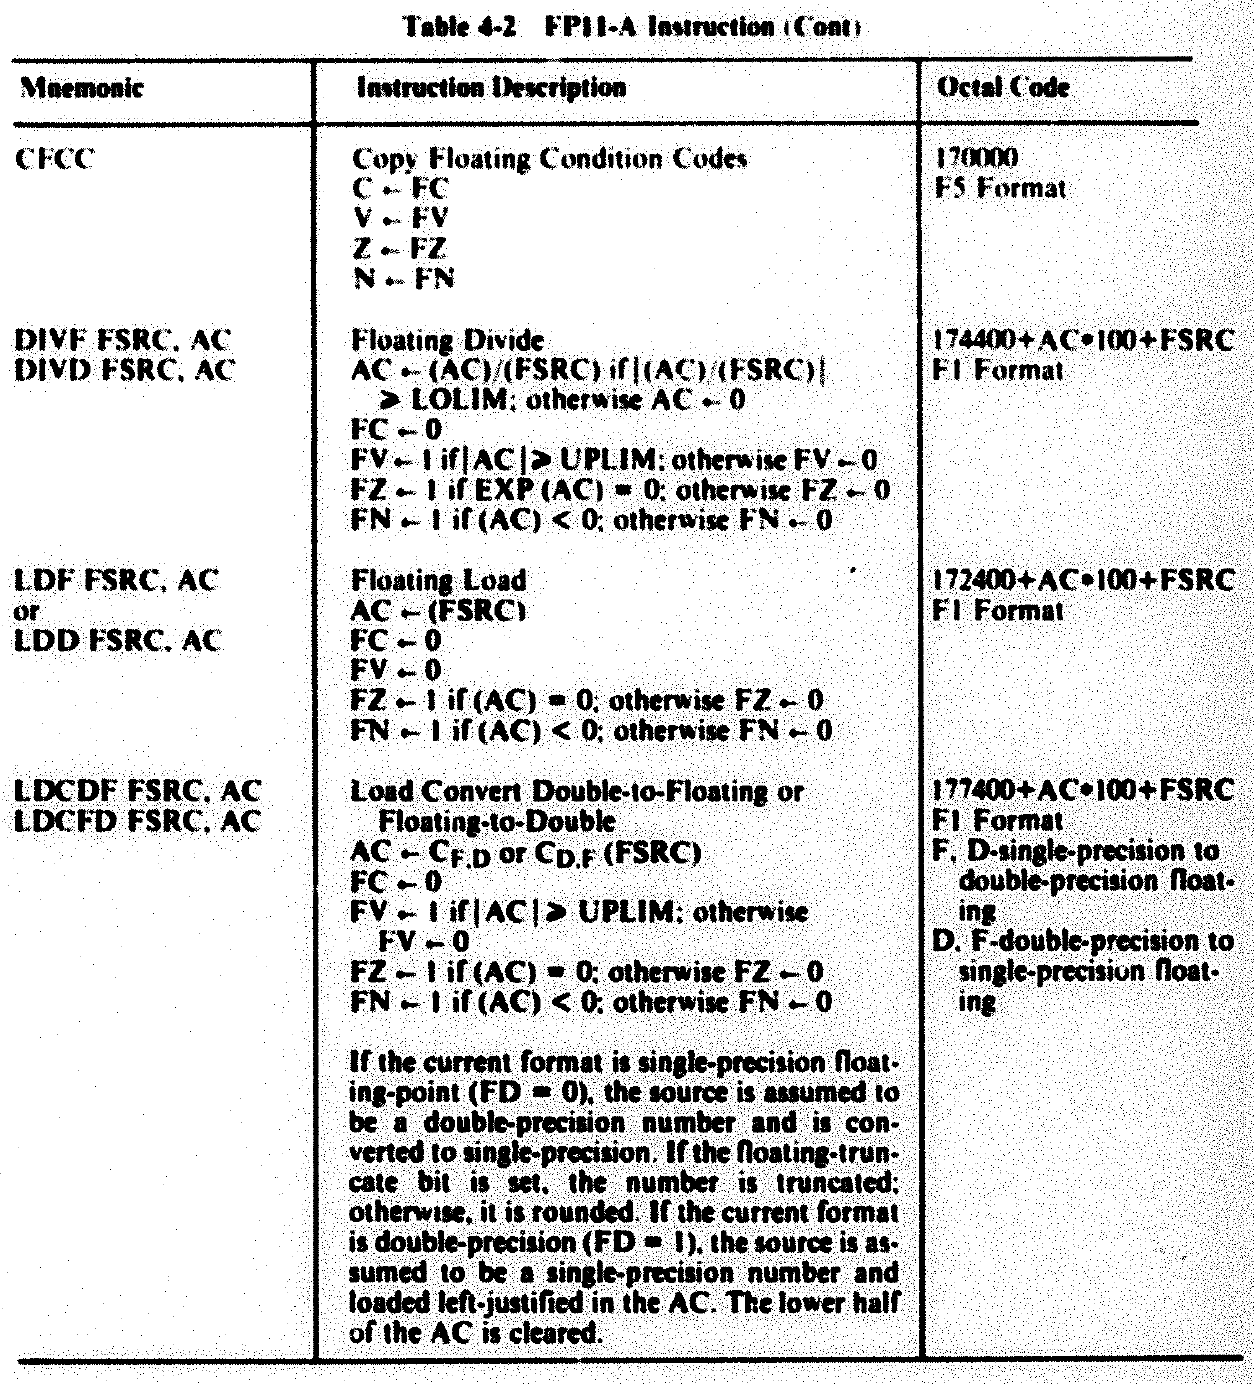 Table 4-2 FP11-A Instruction (Cont)
Mnemonic
Instruction Description
Octal Code
CFCC
Copy Floating Condition Codes
C ← FC
V ← FV
Z ← FZ
N ← FN
170000
F5 Format
DIVF FSRC, AC
DIVD FSRC, AC
Floating Divide
AC ← (AC)/(FSRC) if |(AC)/(FSRC)|
⩾ LOLIM; otherwise AC ← 0
FC ← 0
FV ← 1 if |AC| ⩾ UPLIM; otherwise FV ← 0
FZ ← 1 if EXP (AC) = 0; otherwise FZ ← 0
FN ← 1 if (AC) < 0; otherwise FN ← 0
174400+AC•100+FSRC
F1 Format
LDF FSRC, AC
or
LDD FSRC, AC
Floating Load
AC ← (FSRC)
FC ← 0
FV ← 0
FZ ← 1 if (AC) = 0; otherwise FZ ← 0
FN ← 1 if (AC) < 0; otherwise FN ← 0
172400+AC•100+FSRC
F1 Format
LDCDF FSRC, AC
LDCFD FSRC, AC
Load Convert Double-to-Floating or
Floating-to-Double
AC ← CF,D or CD,F (FSRC)
FC ← 0
FV ← 1 if |AC| ⩾ UPLIM; otherwise
FV ← 0
FZ ← 1 if (AC) = 0; otherwise FZ ← 0
FN ← 1 if (AC) < 0; otherwise FN ← 0
If the current format is single-precision float-
ing-point (FD = 0), the source is assumed to
be a double-precision number and is con-
verted to single-precision. If the floating-trun-
cate bit is set, the number is truncated;
otherwise, it is rounded. If the current format
is double-precision (FD = 1), the source is as-
sumed to be a single-precision number and
loaded left-justified in the AC. The lower half
of the AC is cleared.
177400+AC•100+FSRC
F1 Format
F, D-single-precision to
double-precision float-
ing
D, F-double-precision to
single-precision float-
ing